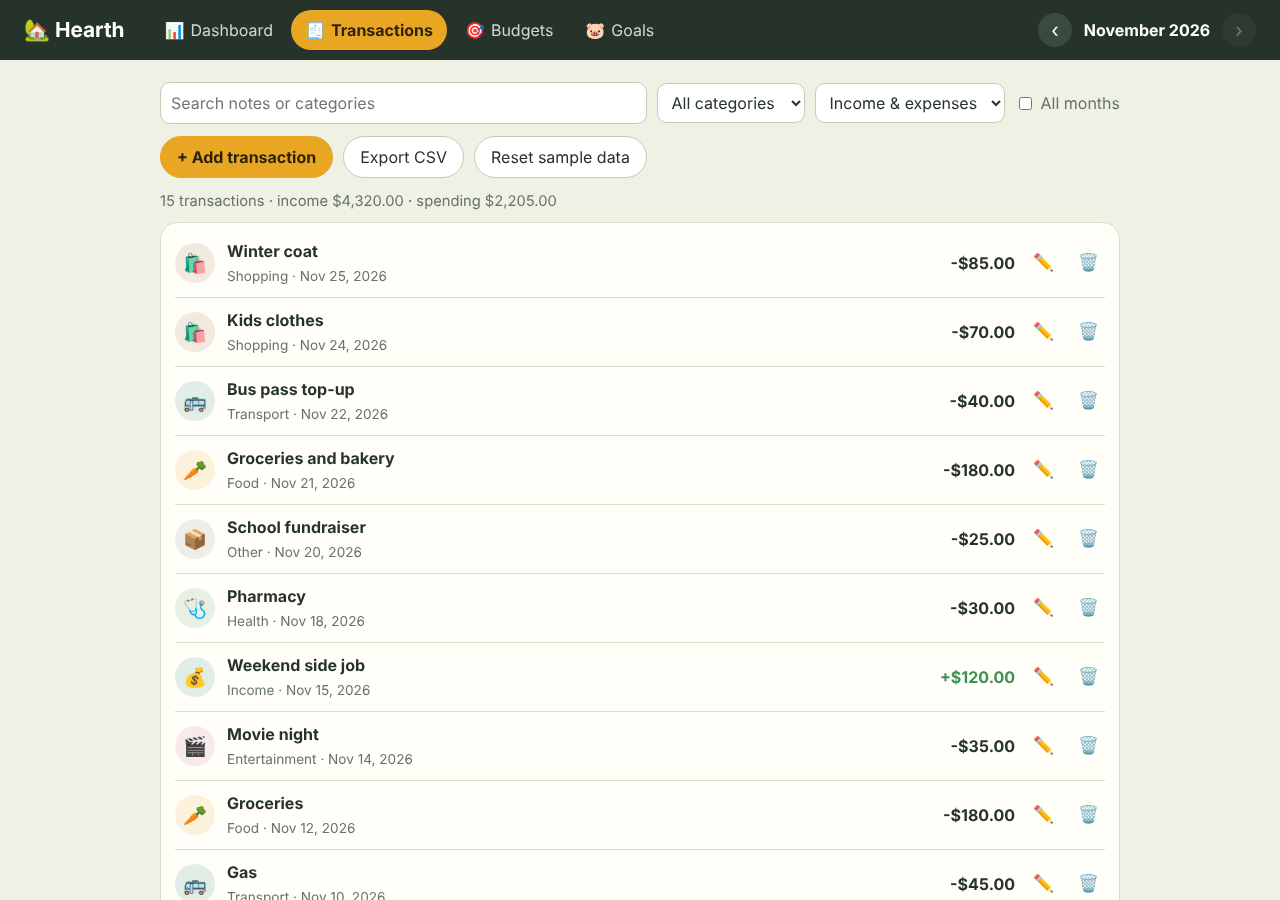 Hearth
Dashboard
Transactions
Budgets
Goals
November 2026
Search notes or categories
All categories
Income & expenses
All months
+ Add transaction
Export CSV
Reset sample data
15 transactions · income $4,320.00 · spending $2,205.00
Winter coat
-$85.00
Shopping · Nov 25, 2026
Kids clothes
-$70.00
Shopping · Nov 24, 2026
Bus pass top-up
-$40.00
Transport · Nov 22, 2026
Groceries and bakery
-$180.00
Food · Nov 21, 2026
School fundraiser
-$25.00
Other · Nov 20, 2026
Pharmacy
-$30.00
Health · Nov 18, 2026
Weekend side job
+$120.00
Income · Nov 15, 2026
Movie night
-$35.00
Entertainment · Nov 14, 2026
Groceries
-$180.00
Food · Nov 12, 2026
Gas
-$45.00
Transport · Nov 10, 2026